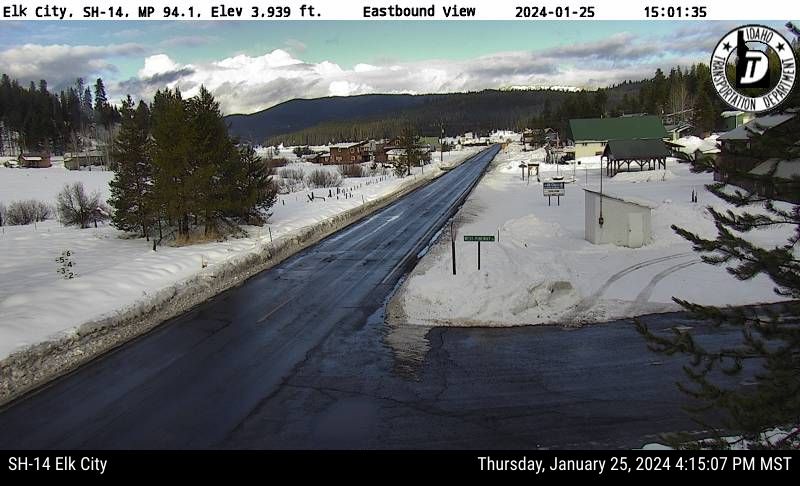 Elk City, SH-14, MP 94.1, Elev 3,939 ft. Eastbound View 2024-01-25 15:01:35
IDAHO
TRANSPORTATION DEPARTMENT
SH-14 Elk City Thursday, January 25, 2024 4:15:07 PM MST